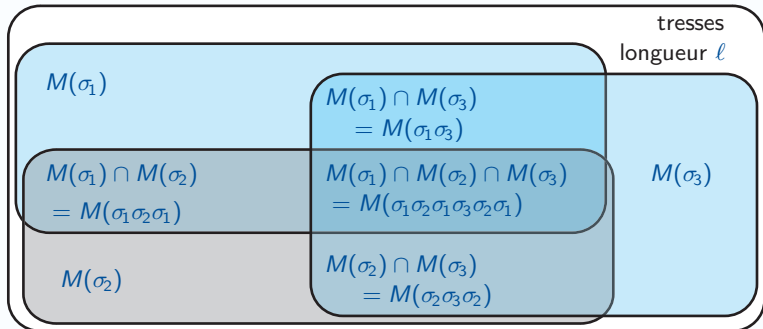 tresses
longueur ℓ
M(σ₁)
M(σ₁) ∩ M(σ₃)
= M(σ₁σ₃)
M(σ₁) ∩ M(σ₂)
= M(σ₁σ₂σ₁)
M(σ₁) ∩ M(σ₂) ∩ M(σ₃)
= M(σ₁σ₂σ₁σ₃σ₂σ₁)
M(σ₃)
M(σ₂)
M(σ₂) ∩ M(σ₃)
= M(σ₂σ₃σ₂)